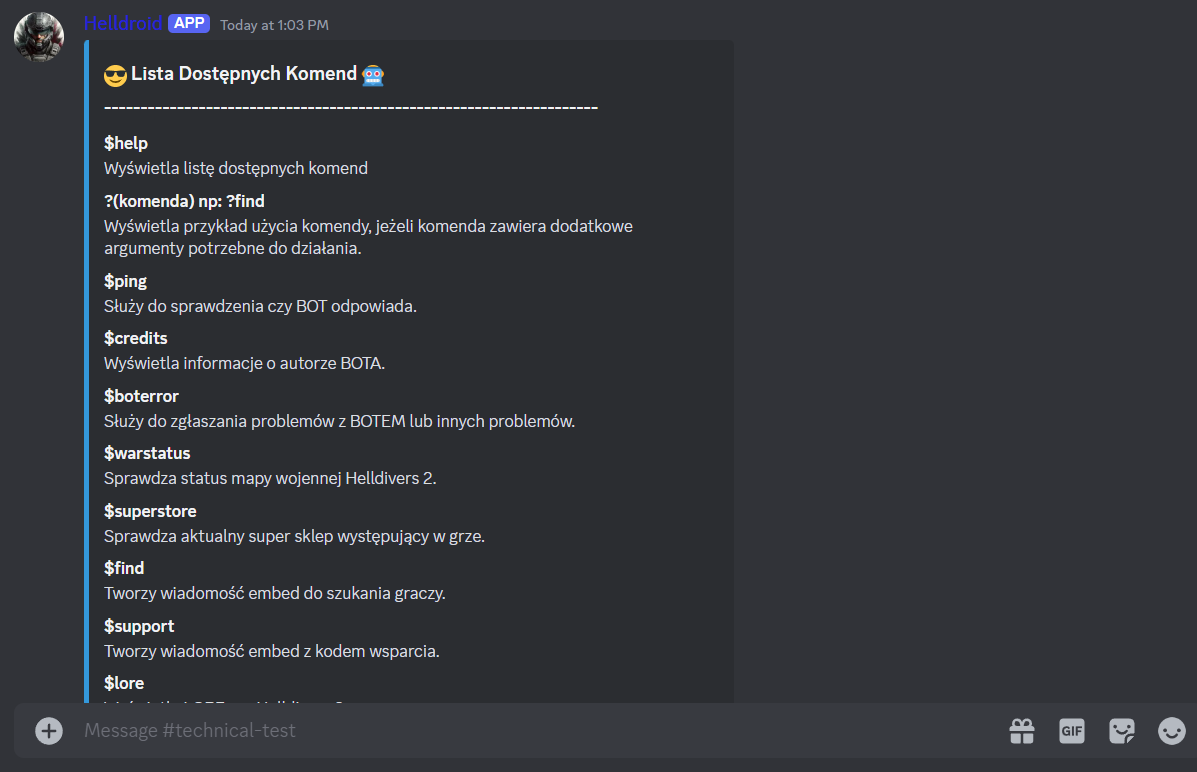 Helldroid APP Today at 1:03 PM
Lista Dostępnych Komend
--------------------------------------------------------------------
$help
Wyświetla listę dostępnych komend
?(komenda) np: ?find
Wyświetla przykład użycia komendy, jeżeli komenda zawiera dodatkowe
argumenty potrzebne do działania.
$ping
Służy do sprawdzenia czy BOT odpowiada.
$credits
Wyświetla informacje o autorze BOTA.
$boterror
Służy do zgłaszania problemów z BOTEM lub innych problemów.
$warstatus
Sprawdza status mapy wojennej Helldivers 2.
$superstore
Sprawdza aktualny super sklep występujący w grze.
$find
Tworzy wiadomość embed do szukania graczy.
$support
Tworzy wiadomość embed z kodem wsparcia.
$lore
Message #technical-test
GIF